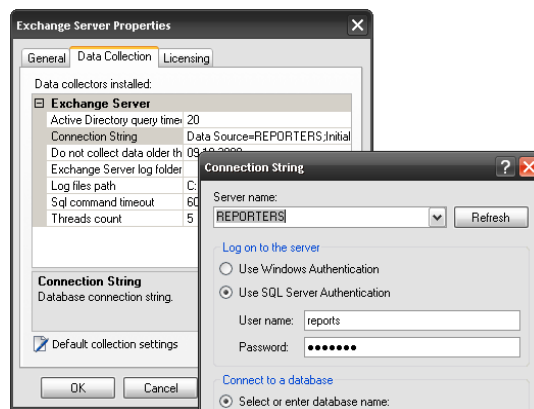 Exchange Server Properties
General Data Collection Licensing
Data collectors installed:
Exchange Server
Active Directory query time 20
Connection String Data Source=REPORTERS;Initial
Do not collect data older th
Exchange Server log folder
Log files path C:
Sql command timeout 60
Threads count 5
Connection String
Database connection string.
Default collection settings
OK Cancel
Connection String
Server name:
REPORTERS Refresh
Log on to the server
Use Windows Authentication
Use SQL Server Authentication
User name: reports
Password: ●●●●●●●
Connect to a database
Select or enter database name: